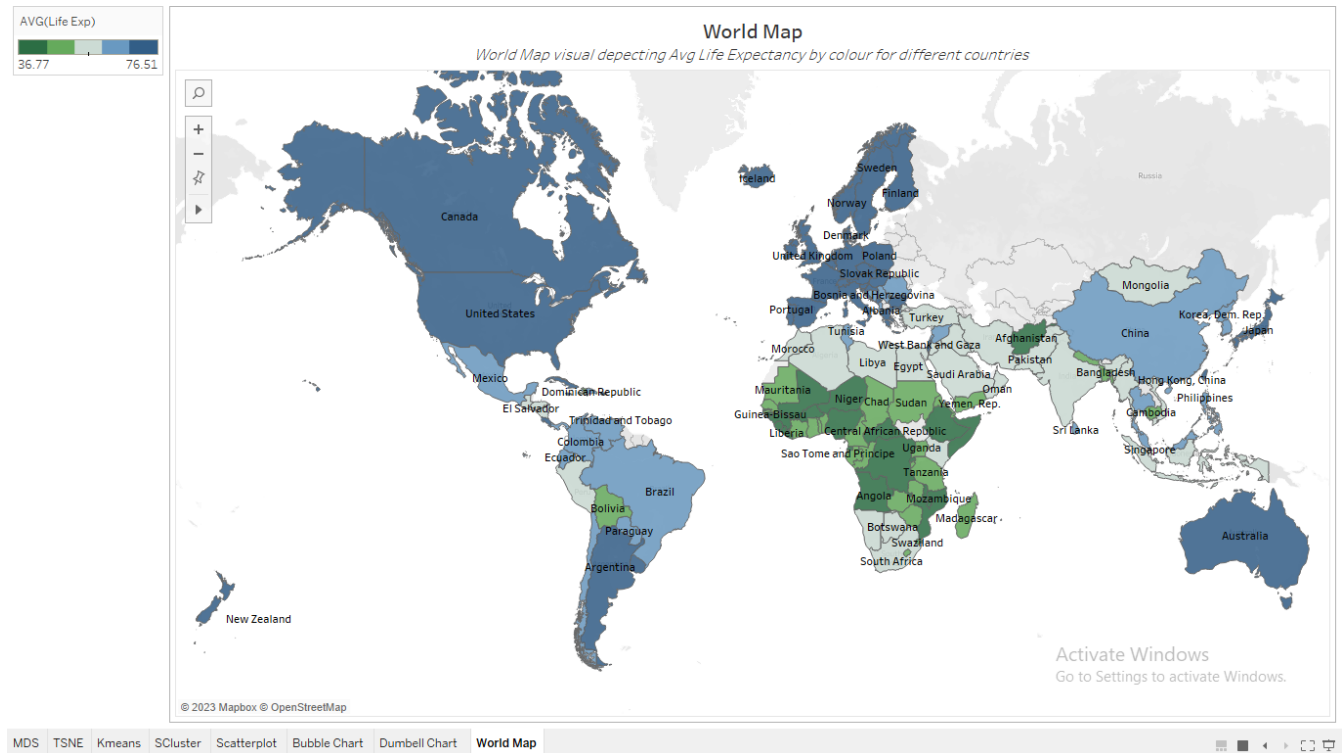 AVG(Life Exp)
36.77 76.51
World Map
World Map visual depecting Avg Life Expectancy by colour for different countries
Russia
Iceland
Sweden
Finland
Norway
Canada
Denmark
United Kingdom Poland
Slovak Republic
Mongolia
Bosnia and Herzegovina
United States
Portugal
Albania
Turkey
Korea, Dem. Rep.
Japan
Tunisia
China
Afghanistan
Morocco
West Bank and Gaza
Pakistan
Libya
Egypt
Saudi Arabia
Bangladesh
Hong Kong, China
Mexico
Oman
Dominican Republic
Mauritania
Philippines
Niger
Chad
Sudan
Yemen, Rep.
El Salvador
Guinea-Bissau
Cambodia
Trinidad and Tobago
Liberia
Central African Republic
Sri Lanka
Colombia
Uganda
Singapore
Ecuador
Sao Tome and Principe
Tanzania
Brazil
Angola
Mozambique
Bolivia
Madagascar
Paraguay
Botswana
Australia
Swaziland
South Africa
Argentina
New Zealand
Activate Windows
Go to Settings to activate Windows.
© 2023 Mapbox © OpenStreetMap
MDS TSNE Kmeans SCluster Scatterplot Bubble Chart Dumbell Chart World Map